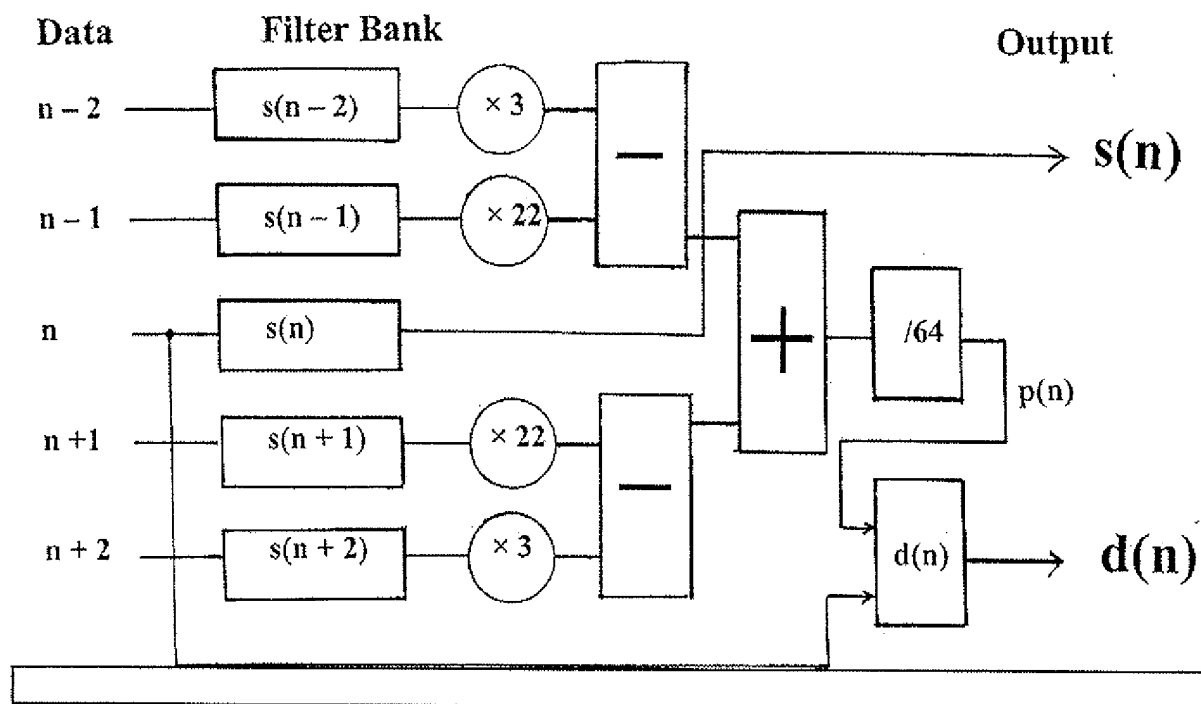 Data Filter Bank Output
n – 2 s(n – 2) × 3
–
s(n)
n – 1 s(n – 1) × 22
n s(n)
+ /64
p(n)
n +1 s(n + 1) × 22
–
n + 2 s(n + 2) × 3
d(n) d(n)